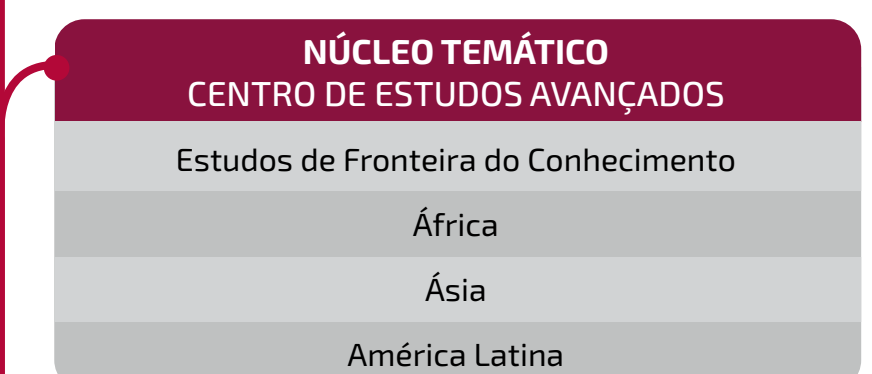 NÚCLEO TEMÁTICO
CENTRO DE ESTUDOS AVANÇADOS
Estudos de Fronteira do Conhecimento
África
Ásia
América Latina